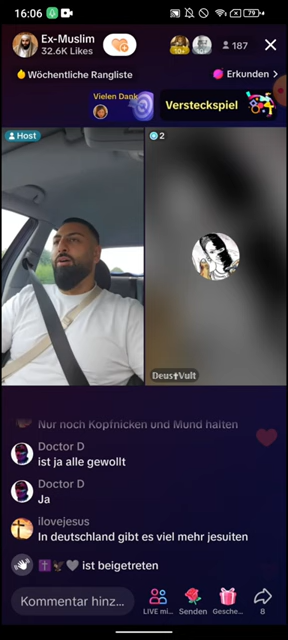 16:06
79
Ex-Muslim
32.6K Likes
10+
187
Wöchentliche Rangliste
Erkunden
Vielen Dank
Versteckspiel
Host
2
Deus✝Vult
Nur noch Kopfnicken und Mund halten
Doctor D
ist ja alle gewollt
Doctor D
Ja
ilovejesus
In deutschland gibt es viel mehr jesuiten
ist beigetreten
Kommentar hinz...
LIVE mi...
Senden
Gesche...
8